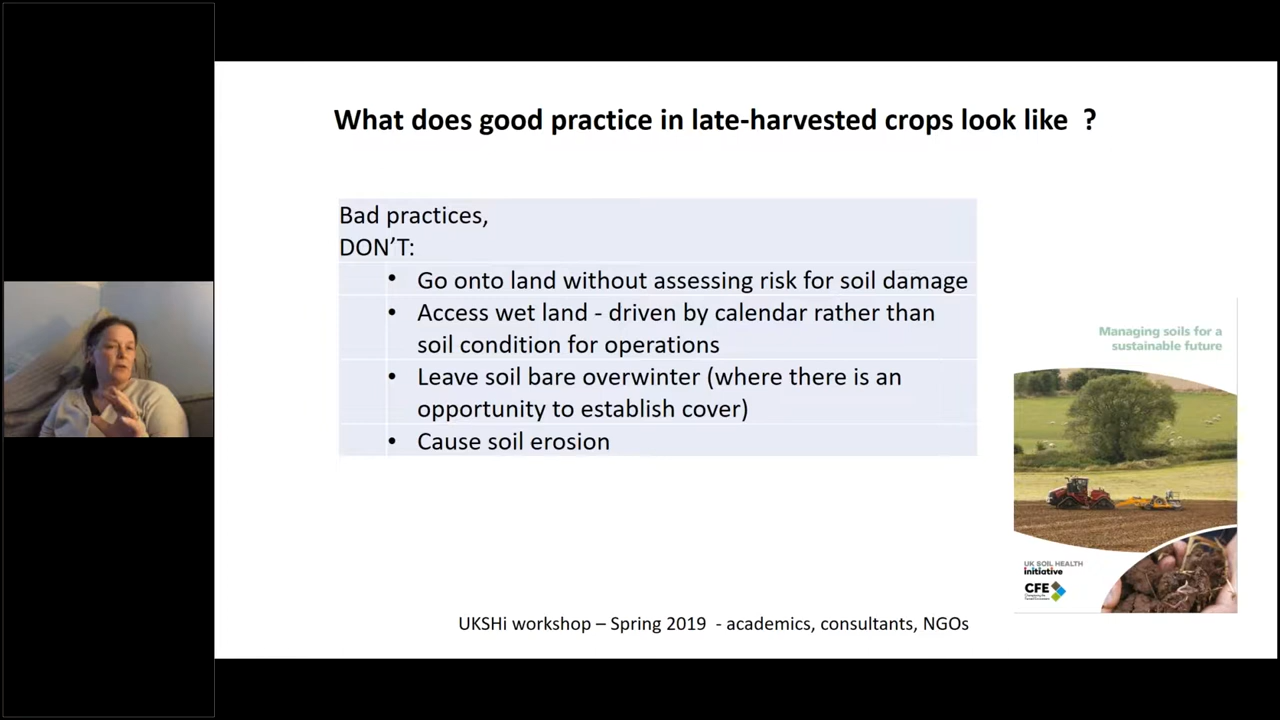 What does good practice in late-harvested crops look like ?
Bad practices,
DON’T:
• Go onto land without assessing risk for soil damage
• Access wet land - driven by calendar rather than
soil condition for operations
• Leave soil bare overwinter (where there is an
opportunity to establish cover)
• Cause soil erosion
Managing soils for a
sustainable future
UK SOIL HEALTH
initiative
CFE
UKSHi workshop – Spring 2019 - academics, consultants, NGOs